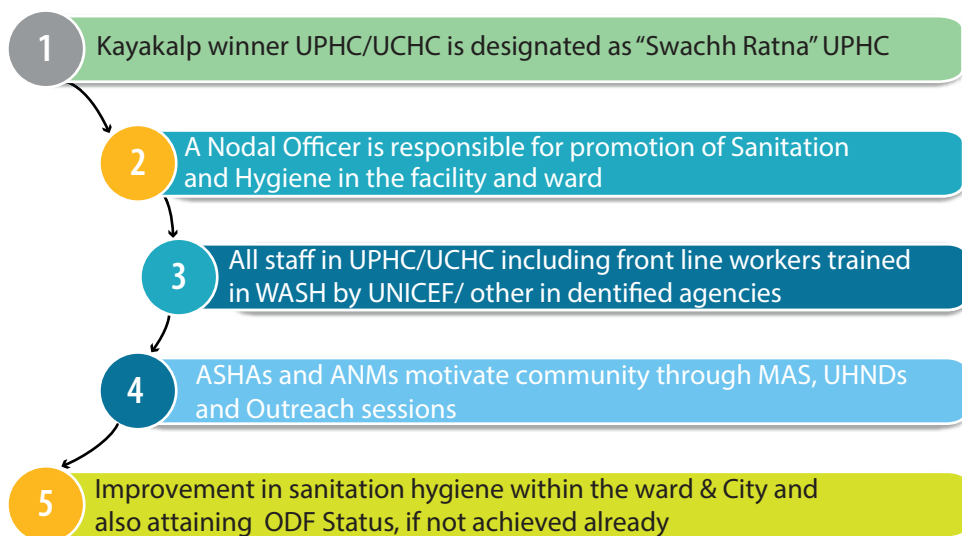 1
Kayakalp winner UPHC/UCHC is designated as “Swachh Ratna” UPHC
2
A Nodal Officer is responsible for promotion of Sanitation
and Hygiene in the facility and ward
3
All staff in UPHC/UCHC including front line workers trained
in WASH by UNICEF/ other in dentified agencies
4
ASHAs and ANMs motivate community through MAS, UHNDs
and Outreach sessions
5
Improvement in sanitation hygiene within the ward & City and
also attaining ODF Status, if not achieved already